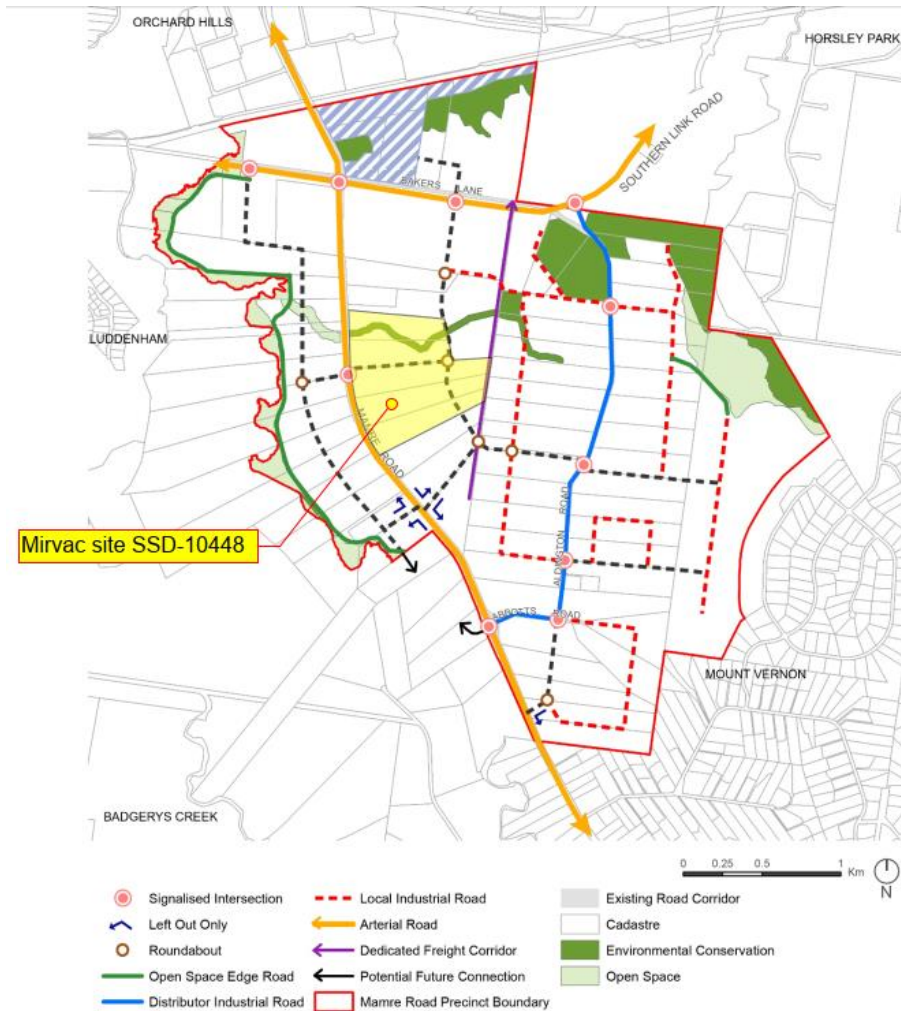 ORCHARD HILLS
HORSLEY PARK
SOUTHERN LINK ROAD
BAKERS LANE
LUDDENHAM
MAMRE ROAD
Mirvac site SSD-10448
ALDINGTON ROAD
ABBOTTS ROAD
MOUNT VERNON
BADGERYS CREEK
0 0.25 0.5 1 Km
N
Signalised Intersection
Left Out Only
Roundabout
Open Space Edge Road
Distributor Industrial Road
Local Industrial Road
Arterial Road
Dedicated Freight Corridor
Potential Future Connection
Mamre Road Precinct Boundary
Existing Road Corridor
Cadastre
Environmental Conservation
Open Space